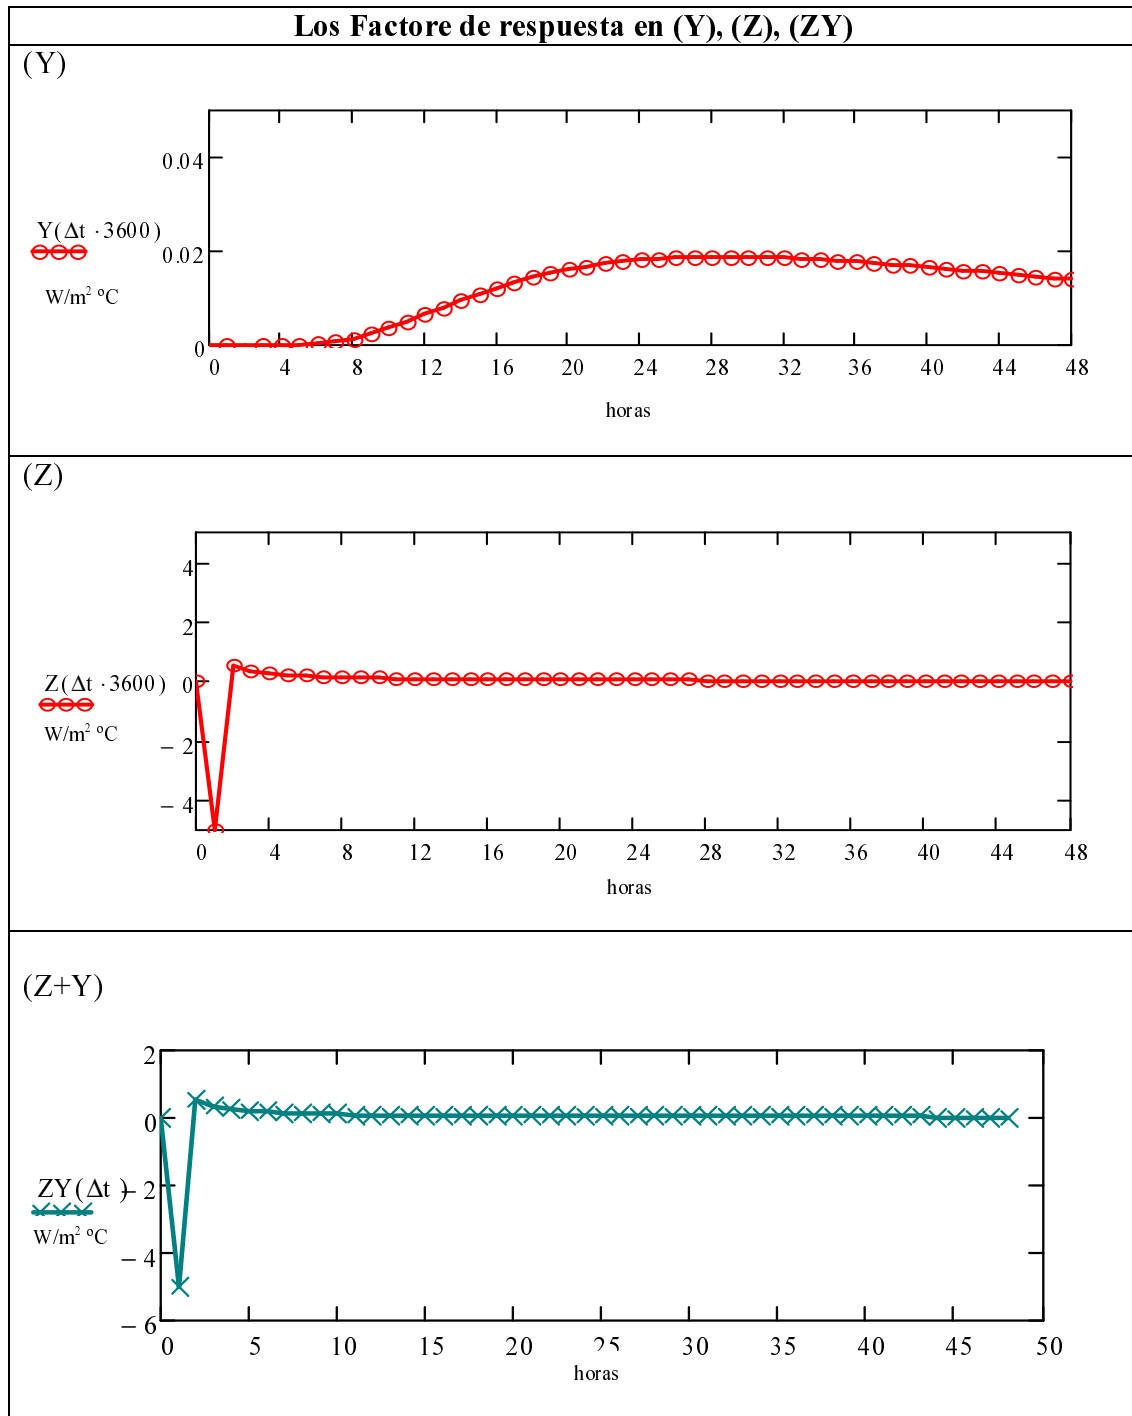 Los Factore de respuesta en (Y), (Z), (ZY)
(Y)
0.04
Y(Δt ·3600)
0.02
W/m² ºC
0
0 4 8 12 16 20 24 28 32 36 40 44 48
horas
(Z)
4
2
Z(Δt ·3600)
0
W/m² ºC
− 2
− 4
0 4 8 12 16 20 24 28 32 36 40 44 48
horas
(Z+Y)
2
0
ZY(Δt )
− 2
W/m² ºC
− 4
− 6
0 5 10 15 20 25 30 35 40 45 50
horas